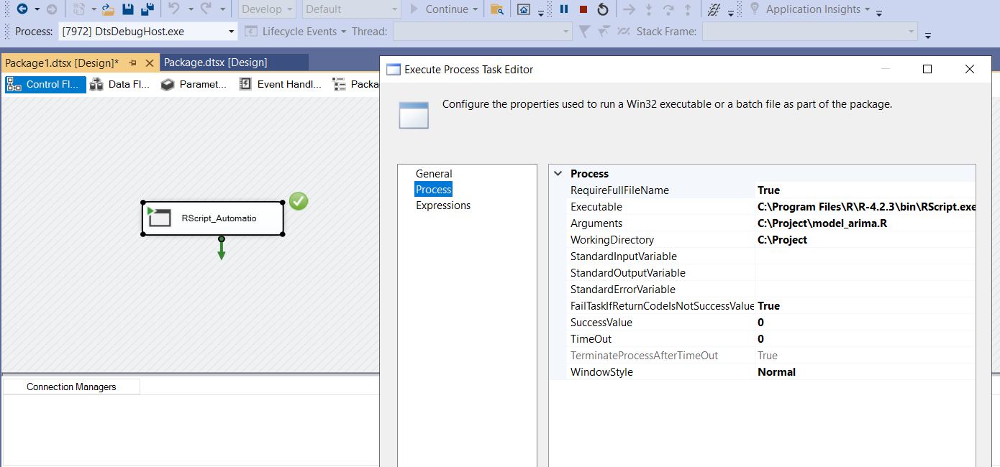 Develop Default Continue Application Insights
Process: [7972] DtsDebugHost.exe Lifecycle Events Thread: Stack Frame:
Package1.dtsx [Design]* Package.dtsx [Design]
Execute Process Task Editor
Control Fl... Data Fl... Paramet... Event Handl... Packa
Configure the properties used to run a Win32 executable or a batch file as part of the package.
General
Process
Expressions
Process
RequireFullFileName True
Executable C:\Program Files\R\R-4.2.3\bin\RScript.exe
Arguments C:\Project\model_arima.R
WorkingDirectory C:\Project
StandardInputVariable
StandardOutputVariable
StandardErrorVariable
FailTaskIfReturnCodeIsNotSuccessValue True
SuccessValue 0
TimeOut 0
TerminateProcessAfterTimeOut True
WindowStyle Normal
RScript_Automatio
Connection Managers